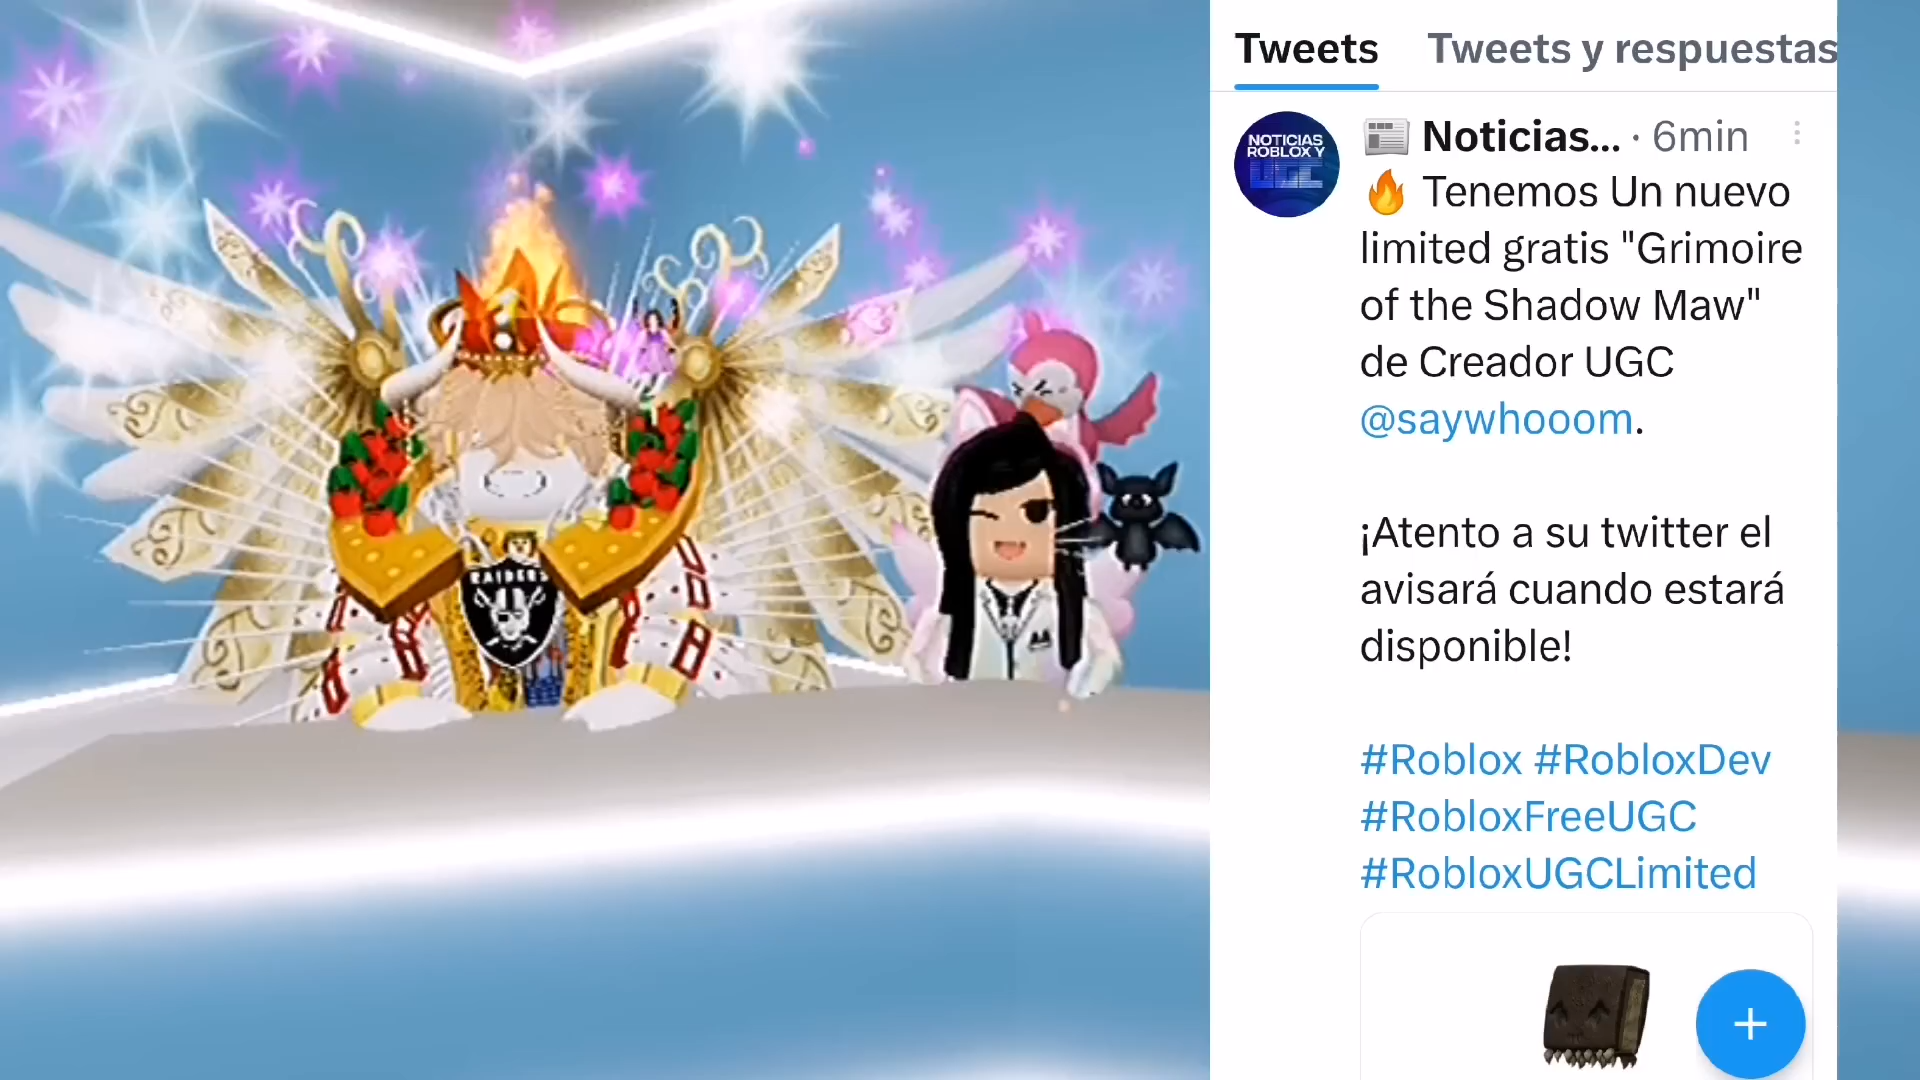 Tweets Tweets y respuestas
NOTICIAS
ROBLOX Y
UGC
📰 Noticias... · 6min
🔥 Tenemos Un nuevo
limited gratis "Grimoire
of the Shadow Maw"
de Creador UGC
@saywhooom.
¡Atento a su twitter el
avisará cuando estará
disponible!
#Roblox #RobloxDev
#RobloxFreeUGC
#RobloxUGCLimited
RAIDERS